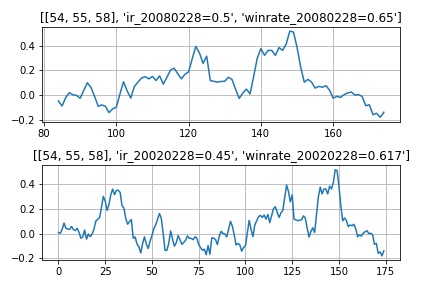 [[54, 55, 58], 'ir_20080228=0.5', 'winrate_20080228=0.65']
0.4
0.2
0.0
−0.2
80 100 120 140 160
[[54, 55, 58], 'ir_20020228=0.45', 'winrate_20020228=0.617']
0.4
0.2
0.0
−0.2
0 25 50 75 100 125 150 175